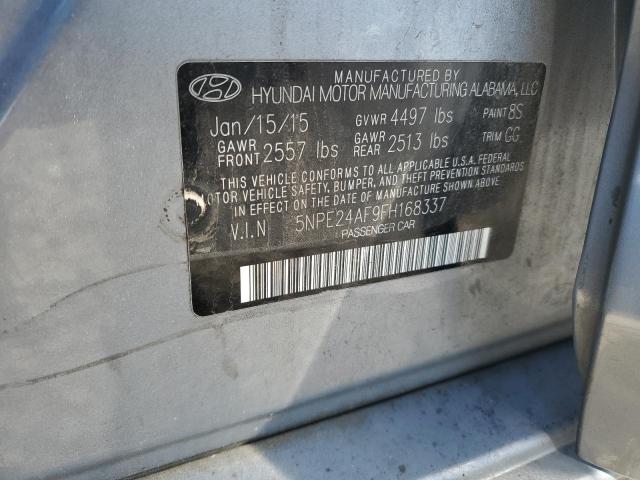 MANUFACTURED BY
HYUNDAI MOTOR MANUFACTURING ALABAMA, LLC
Jan/15/15 GVWR 4497 lbs PAINT 8S
GAWR FRONT 2557 lbs GAWR REAR 2513 lbs TRIM GG
THIS VEHICLE CONFORMS TO ALL APPLICABLE U.S.A. FEDERAL
MOTOR VEHICLE SAFETY, BUMPER, AND THEFT PREVENTION STANDARDS
IN EFFECT ON THE DATE OF MANUFACTURE SHOWN ABOVE.
V.I.N 5NPE24AF9FH168337
PASSENGER CAR